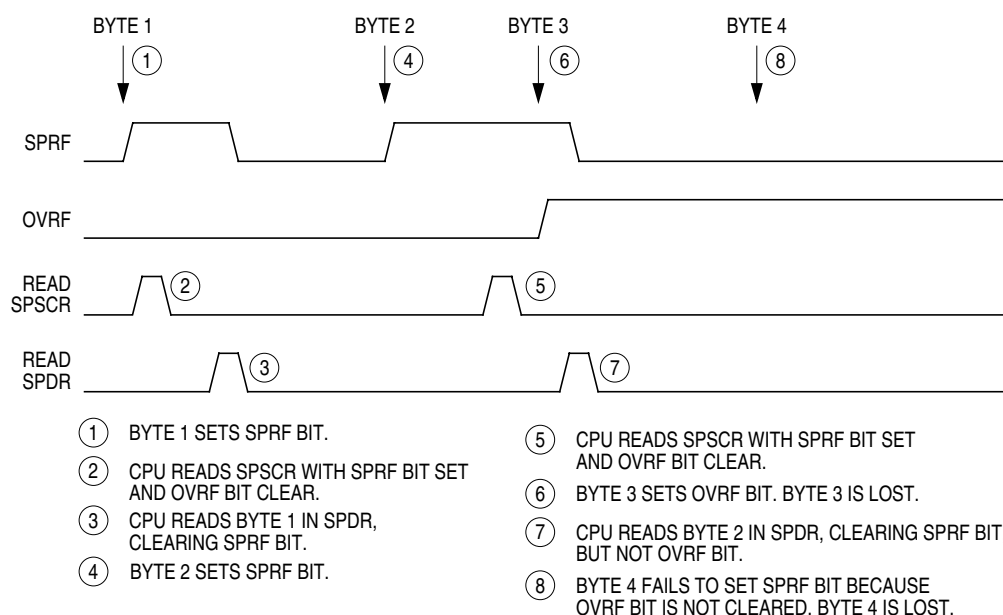 BYTE 1 BYTE 2 BYTE 3 BYTE 4
1 4 6 8
SPRF
OVRF
READ
SPSCR
2 5
READ
SPDR
3 7
1 BYTE 1 SETS SPRF BIT.
2 CPU READS SPSCR WITH SPRF BIT SET
AND OVRF BIT CLEAR.
3 CPU READS BYTE 1 IN SPDR,
CLEARING SPRF BIT.
4 BYTE 2 SETS SPRF BIT.
5 CPU READS SPSCR WITH SPRF BIT SET
AND OVRF BIT CLEAR.
6 BYTE 3 SETS OVRF BIT. BYTE 3 IS LOST.
7 CPU READS BYTE 2 IN SPDR, CLEARING SPRF BIT
BUT NOT OVRF BIT.
8 BYTE 4 FAILS TO SET SPRF BIT BECAUSE
OVRF BIT IS NOT CLEARED. BYTE 4 IS LOST.